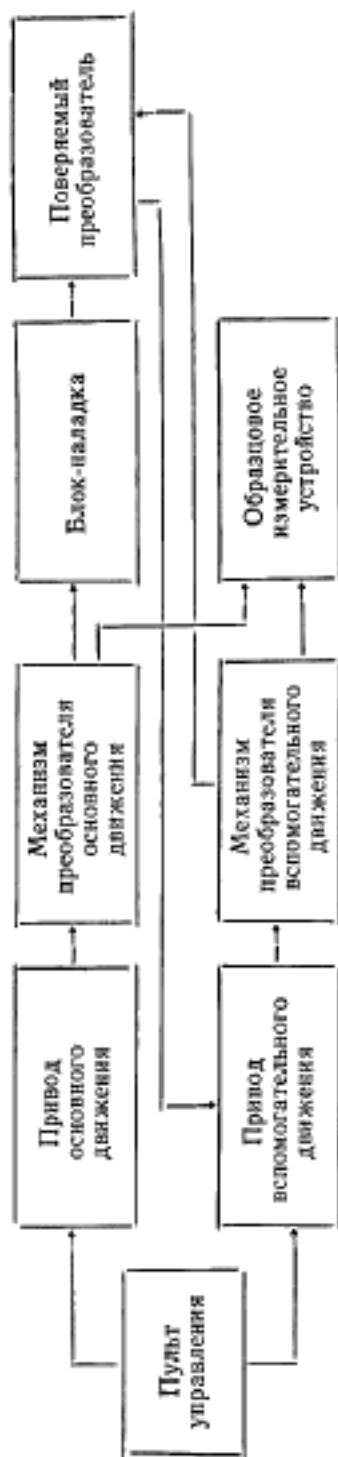 Пульт
управления
Привод
основного
движения
Механизм
преобразователя
основного
движения
Блок-наладка
Поверяемый
преобразователь
Привод
вспомогательного
движения
Механизм
преобразователя
вспомогательного
движения
Образцовое
измерительное
устройство